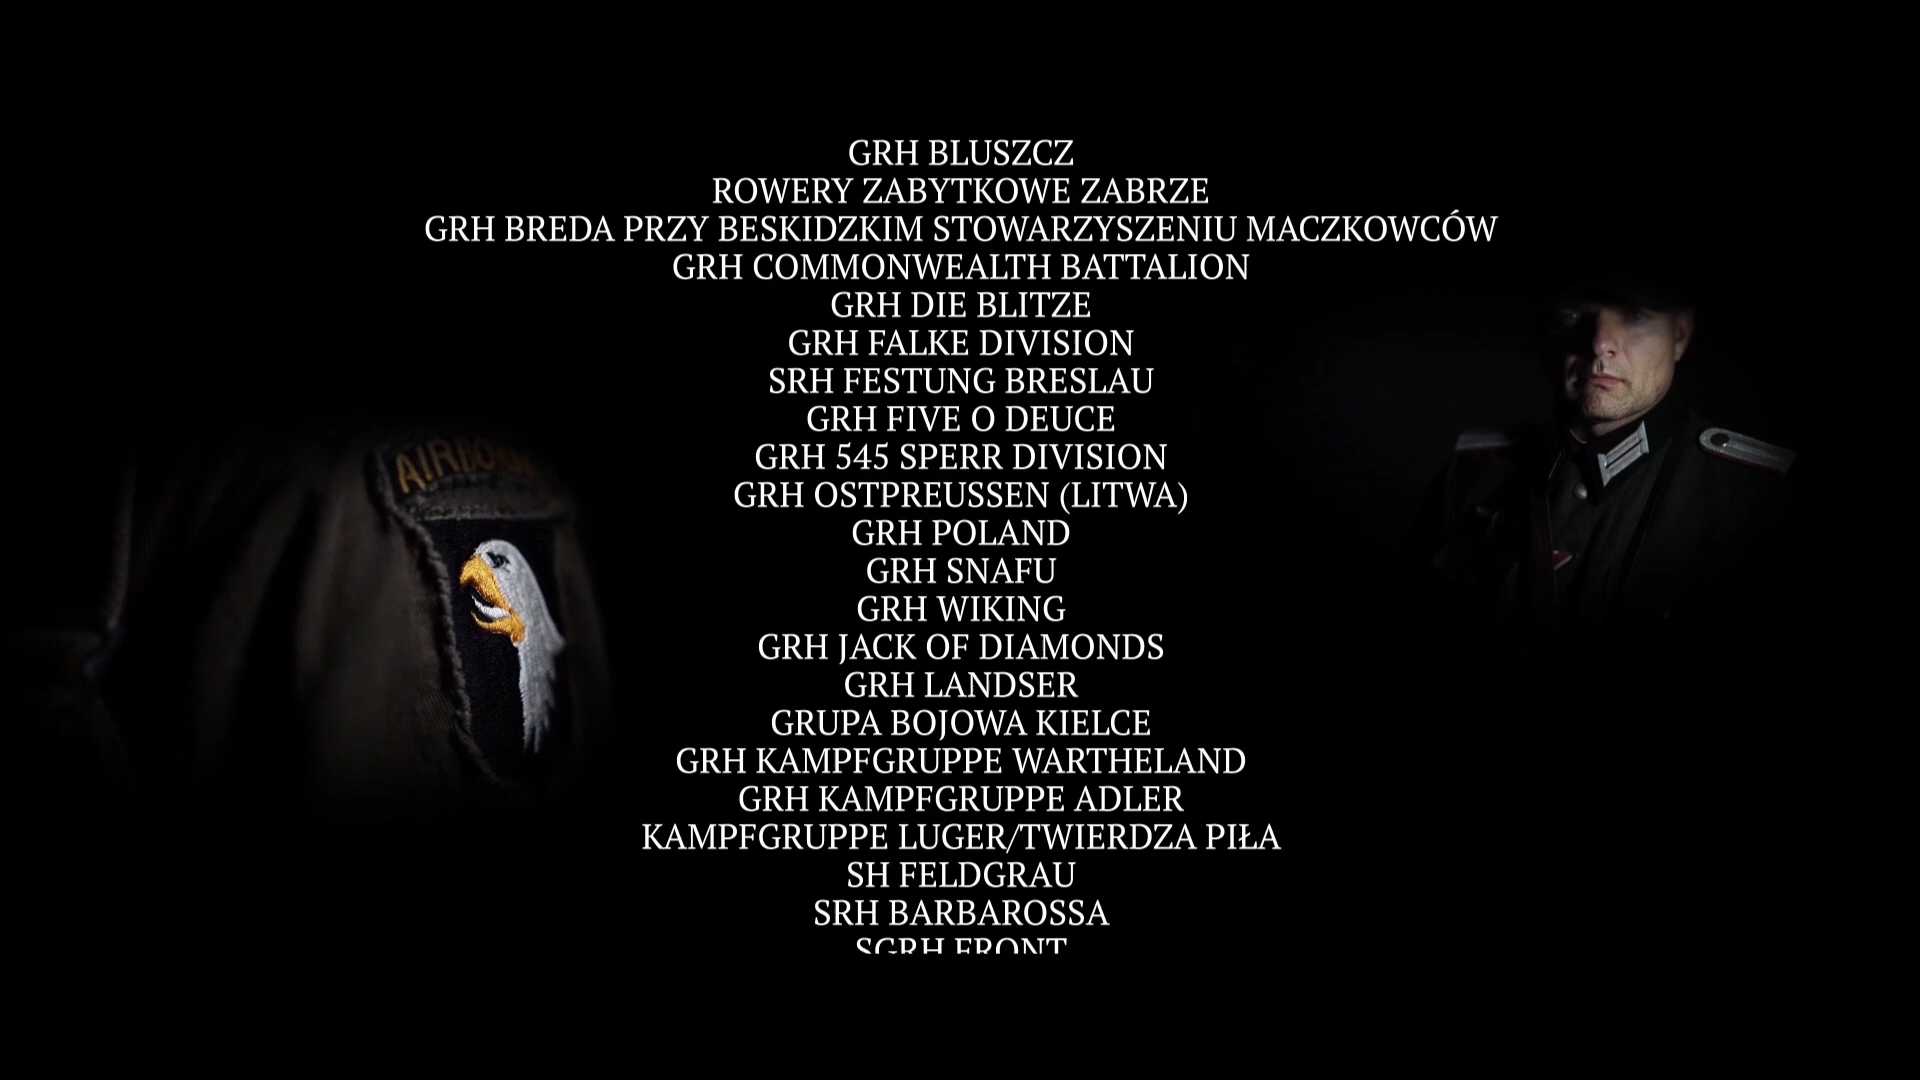 GRH BLUSZCZ
ROWERY ZABYTKOWE ZABRZE
GRH BREDA PRZY BESKIDZKIM STOWARZYSZENIU MACZKOWCÓW
GRH COMMONWEALTH BATTALION
GRH DIE BLITZE
GRH FALKE DIVISION
SRH FESTUNG BRESLAU
GRH FIVE O DEUCE
GRH 545 SPERR DIVISION
GRH OSTPREUSSEN (LITWA)
GRH POLAND
GRH SNAFU
GRH WIKING
GRH JACK OF DIAMONDS
GRH LANDSER
GRUPA BOJOWA KIELCE
GRH KAMPFGRUPPE WARTHELAND
GRH KAMPFGRUPPE ADLER
KAMPFGRUPPE LUGER/TWIERDZA PIŁA
SH FELDGRAU
SRH BARBAROSSA
SGRH FRONT
AIRBORNE